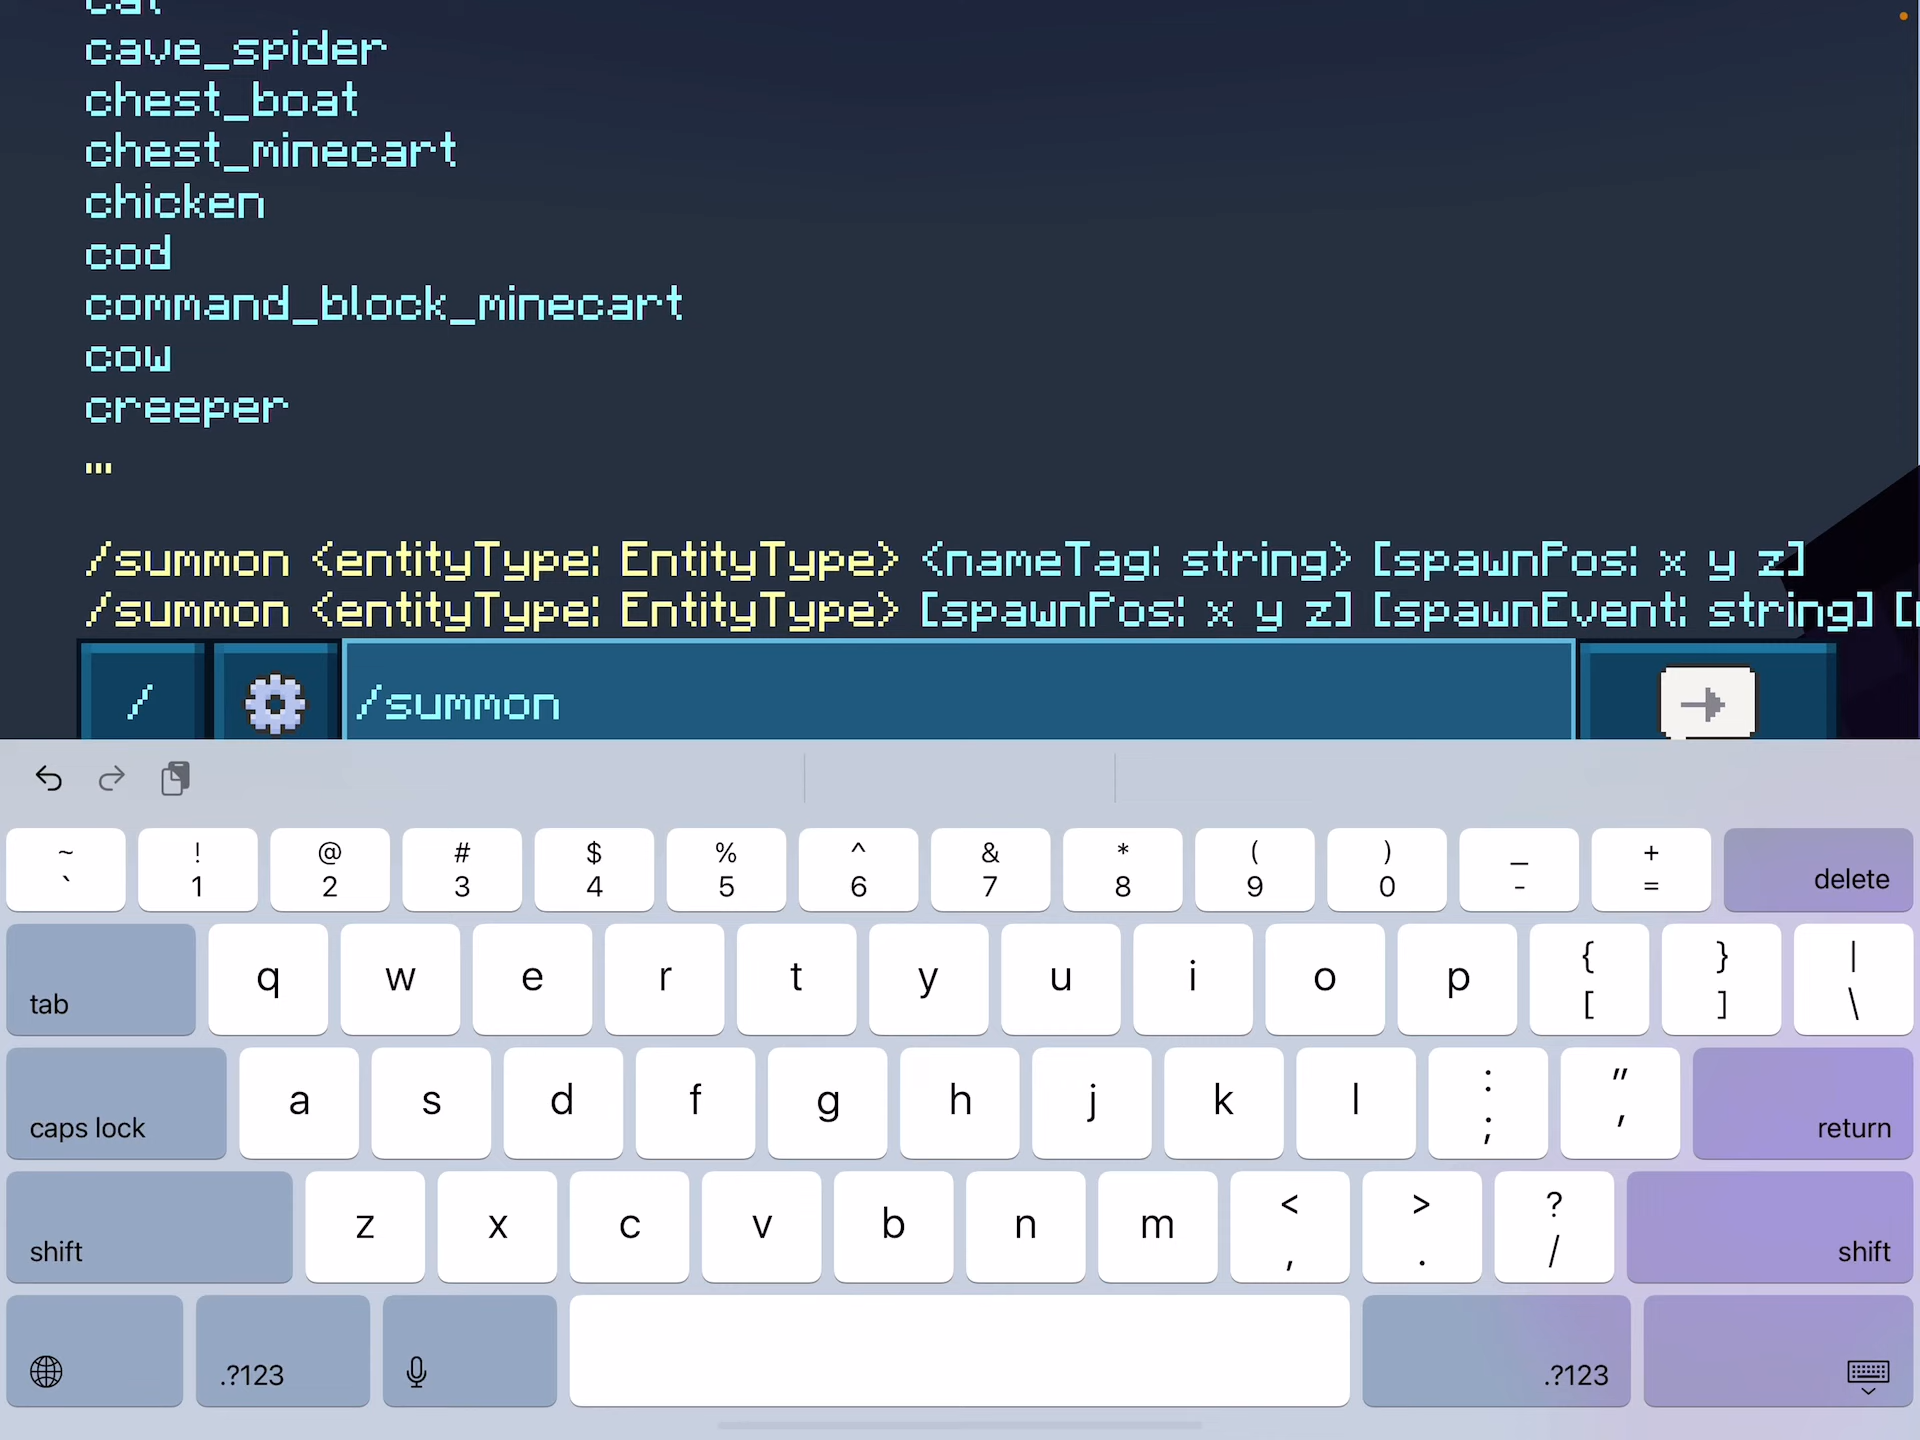 cat
cave_spider
chest_boat
chest_minecart
chicken
cod
command_block_minecart
cow
creeper
...
/summon <entityType: EntityType> <nameTag: string> [spawnPos: x y z]
/summon <entityType: EntityType> [spawnPos: x y z] [spawnEvent: string] [
/ /summon
~ ! @ # $ % ^ & * ( ) _ +
` 1 2 3 4 5 6 7 8 9 0 - = delete
tab q w e r t y u i o p { [ } ] | \
caps lock a s d f g h j k l : ; " ' return
shift z x c v b n m < , > . ? / shift
.?123 .?123